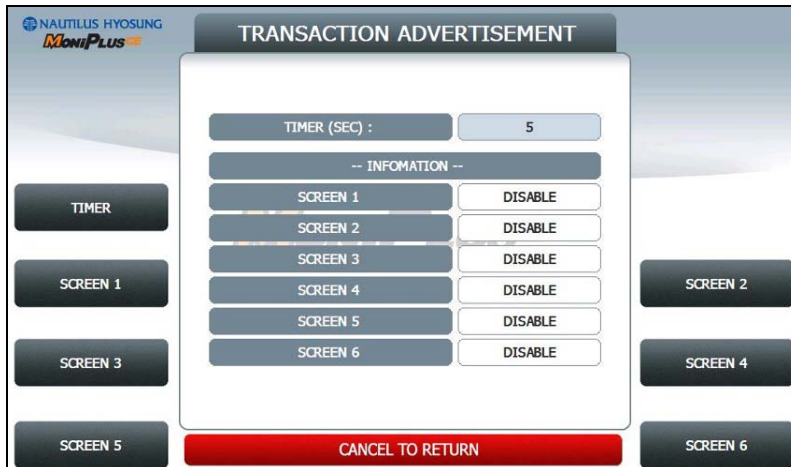 NAUTILUS HYOSUNG
MoniPlusCE
TRANSACTION ADVERTISEMENT
TIMER (SEC) : 5
-- INFOMATION --
SCREEN 1 DISABLE
SCREEN 2 DISABLE
SCREEN 3 DISABLE
SCREEN 4 DISABLE
SCREEN 5 DISABLE
SCREEN 6 DISABLE
TIMER
SCREEN 1
SCREEN 2
SCREEN 3
SCREEN 4
SCREEN 5
CANCEL TO RETURN
SCREEN 6